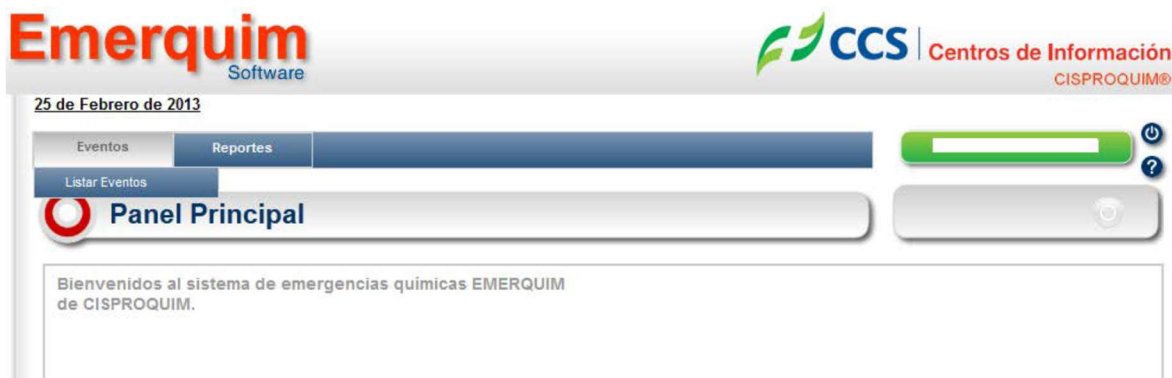 Emerquim
Software
CCS Centros de Información
CISPROQUIM®
25 de Febrero de 2013
Eventos Reportes
Listar Eventos
Panel Principal
Bienvenidos al sistema de emergencias químicas EMERQUIM
de CISPROQUIM.